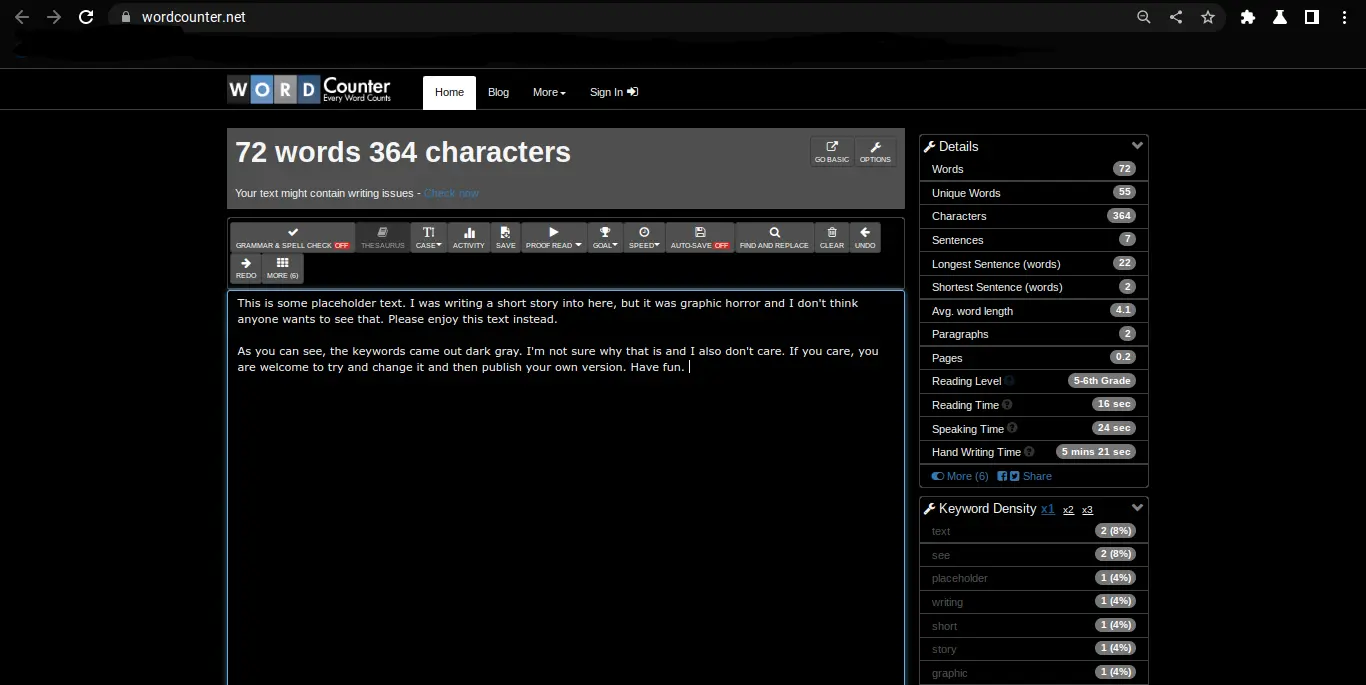 wordcounter.net
WORD Counter
Every Word Counts
Home Blog More Sign In
72 words 364 characters
GO BASIC OPTIONS
Your text might contain writing issues - Check now
GRAMMAR & SPELL CHECK OFF THESAURUS CASE ACTIVITY SAVE PROOFREAD GOAL SPEED AUTO-SAVE OFF FIND AND REPLACE CLEAR UNDO
REDO MORE (6)
This is some placeholder text. I was writing a short story into here, but it was graphic horror and I don't think
anyone wants to see that. Please enjoy this text instead.
As you can see, the keywords came out dark gray. I'm not sure why that is and I also don't care. If you care, you
are welcome to try and change it and then publish your own version. Have fun.
Details
Words 72
Unique Words 55
Characters 364
Sentences 7
Longest Sentence (words) 22
Shortest Sentence (words) 2
Avg. word length 4.1
Paragraphs 2
Pages 0.2
Reading Level ? 5-6th Grade
Reading Time ? 16 sec
Speaking Time ? 24 sec
Hand Writing Time ? 5 mins 21 sec
More (6) Share
Keyword Density x1 x2 x3
text 2 (8%)
see 2 (8%)
placeholder 1 (4%)
writing 1 (4%)
short 1 (4%)
story 1 (4%)
graphic 1 (4%)